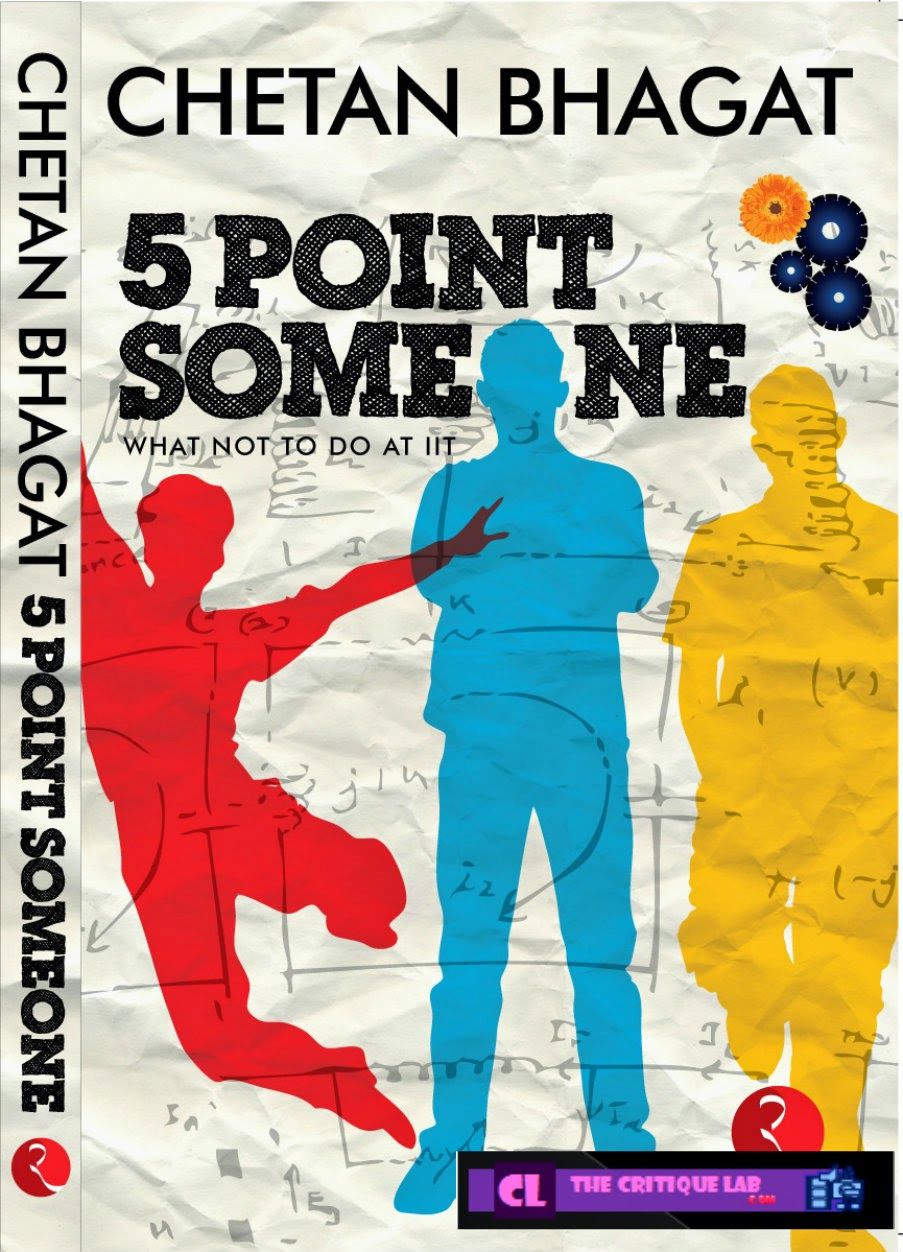 CHETAN BHAGAT 5 POINT SOMEONE
CHETAN BHAGAT
5 POINT
SOME NE
WHAT NOT TO DO AT IIT
CL THE CRITIQUE LAB
.COM